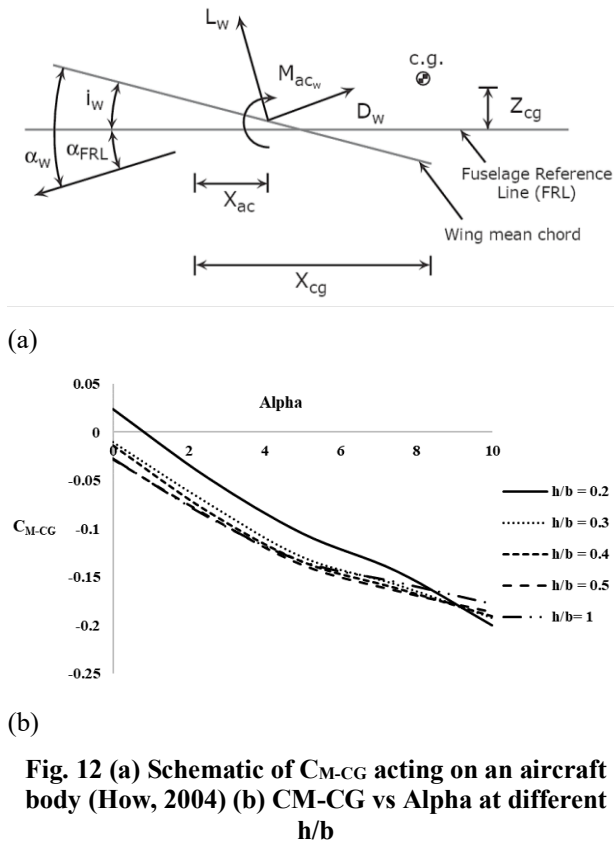 L_w
c.g.
M_ac_w
i_w
D_w
Z_cg
α_w
α_FRL
Fuselage Reference
Line (FRL)
X_ac
Wing mean chord
X_cg
(a)
0.05
Alpha
0
0 2 4 6 8 10
-0.05
h/b = 0.2
h/b = 0.3
C_M-CG
-0.1
h/b = 0.4
-0.15
h/b = 0.5
-0.2
h/b= 1
-0.25
(b)
Fig. 12 (a) Schematic of C_M-CG acting on an aircraft
body (How, 2004) (b) CM-CG vs Alpha at different
h/b